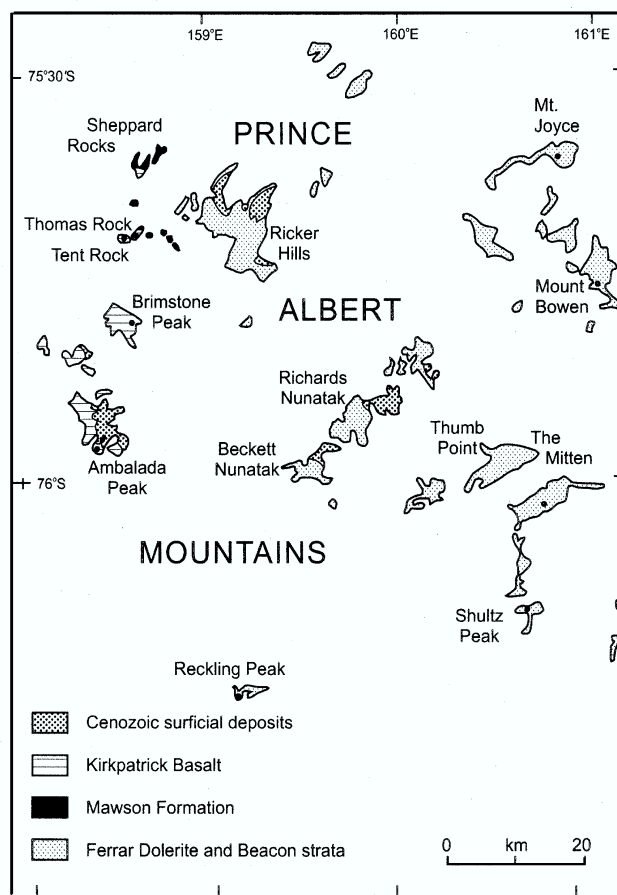 159°E
160°E
161°E
75°30'S
Mt.
Joyce
Sheppard
Rocks
PRINCE
Thomas Rock
Tent Rock
Ricker
Hills
Mount
Bowen
Brimstone
Peak
ALBERT
Richards
Nunatak
Thumb
Point
The
Mitten
Beckett
Nunatak
Ambalada
Peak
76°S
MOUNTAINS
Shultz
Peak
Reckling Peak
Cenozoic surficial deposits
Kirkpatrick Basalt
Mawson Formation
Ferrar Dolerite and Beacon strata
0 km 20